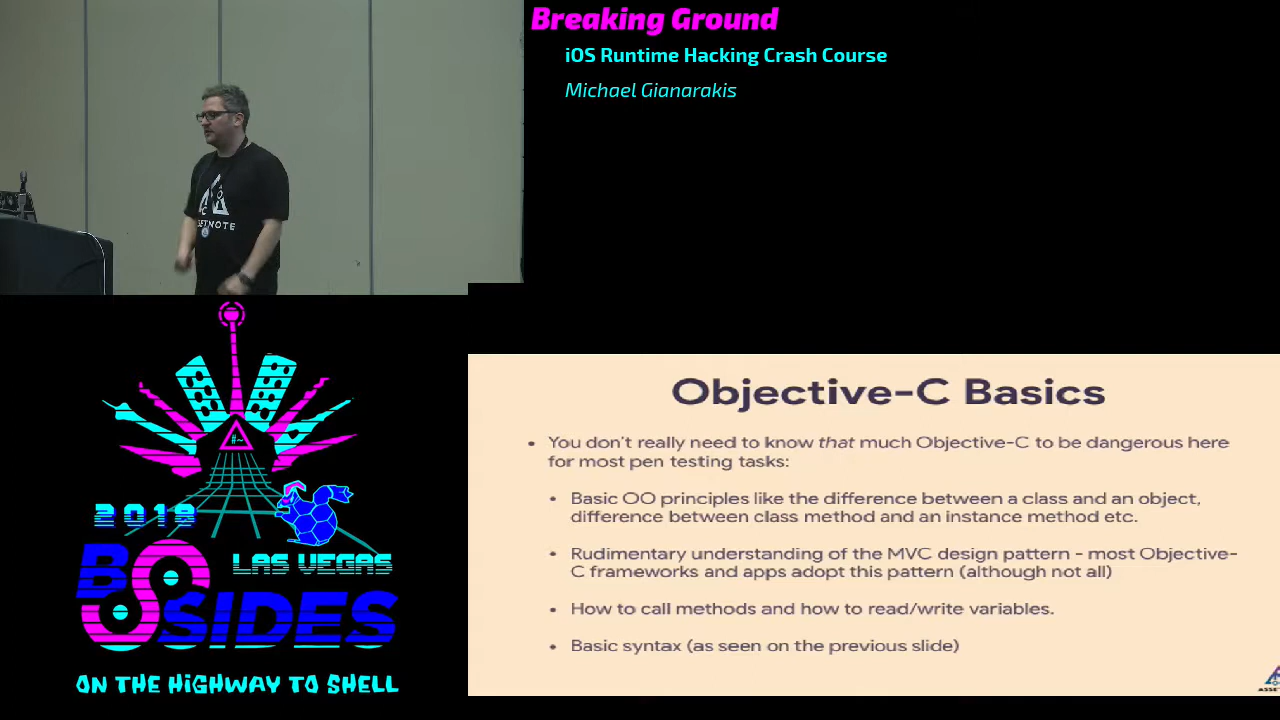 Breaking Ground
iOS Runtime Hacking Crash Course
Michael Gianarakis
SETNOTE
#~
2018
BSIDES
LAS VEGAS
ON THE HIGHWAY TO SHELL
Objective-C Basics
• You don't really need to know that much Objective-C to be dangerous here
for most pen testing tasks:
• Basic OO principles like the difference between a class and an object,
difference between class method and an instance method etc.
• Rudimentary understanding of the MVC design pattern - most Objective-
C frameworks and apps adopt this pattern (although not all)
• How to call methods and how to read/write variables.
• Basic syntax (as seen on the previous slide)